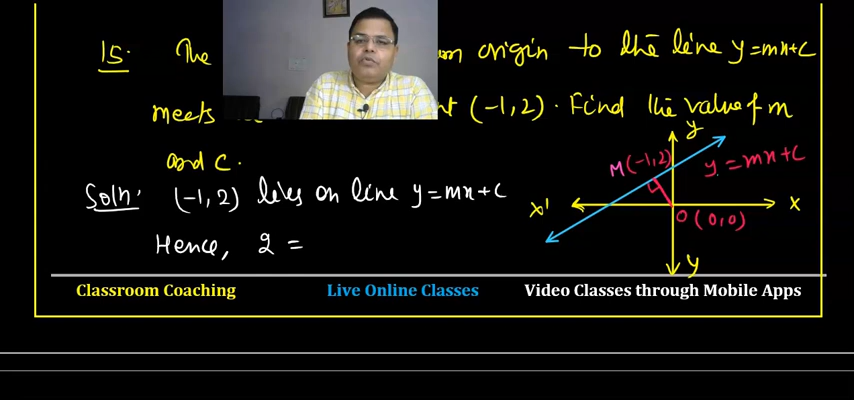 15. The
om origin to the line y=mx+c
meets
(-1,2). Find the value of m
and c.
Soln: (-1,2) lies on line y=mx+c
Hence, 2 =
y
M(-1,2)
y=mx+c
x'
x
O(0,0)
y
Classroom Coaching
Live Online Classes
Video Classes through Mobile Apps